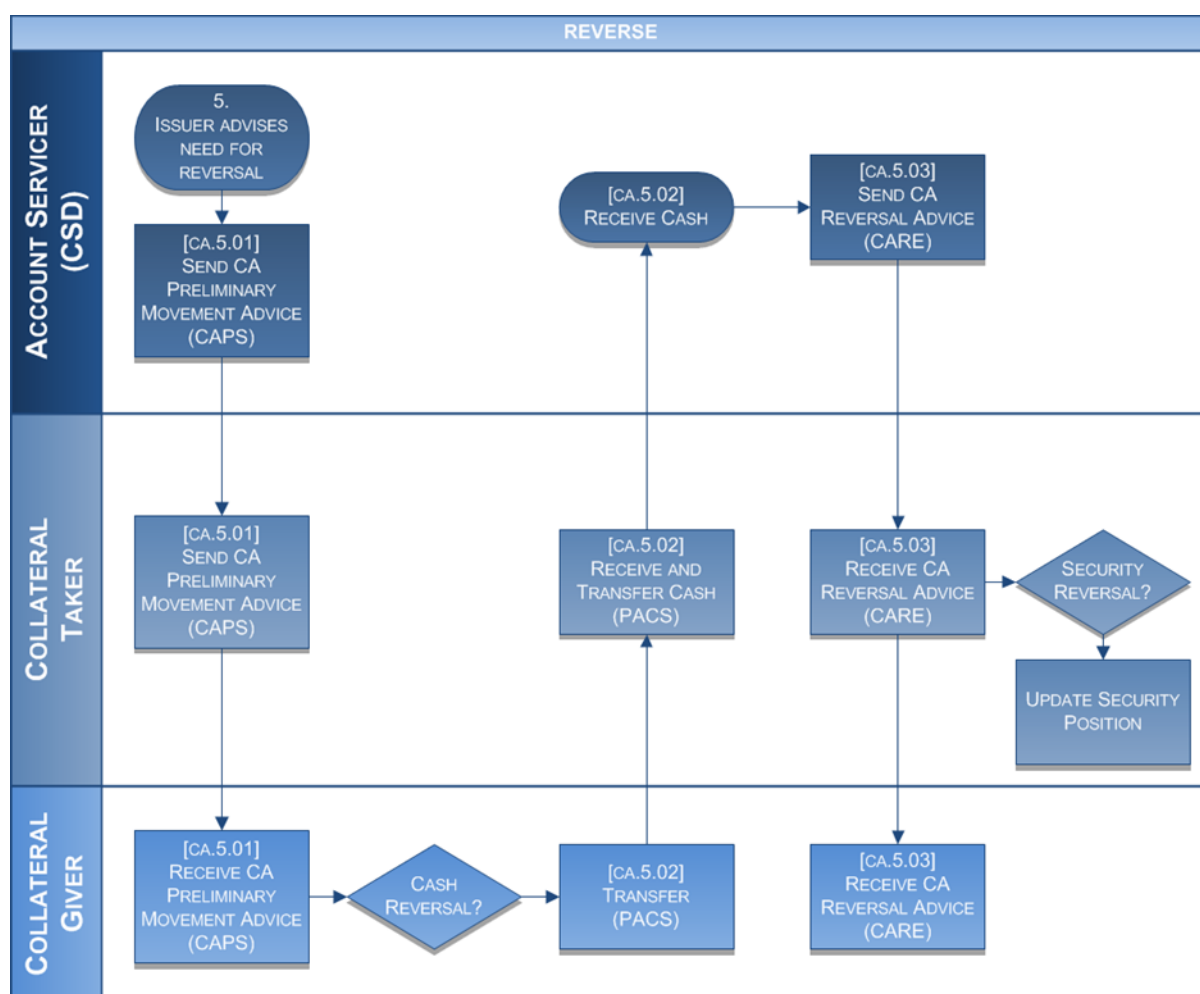 REVERSE
ACCOUNT SERVICER
(CSD)
5.
ISSUER ADVISES
NEED FOR
REVERSAL
[CA.5.01]
SEND CA
PRELIMINARY
MOVEMENT ADVICE
(CAPS)
[CA.5.02]
RECEIVE CASH
[CA.5.03]
SEND CA
REVERSAL ADVICE
(CARE)
COLLATERAL
TAKER
[CA.5.01]
SEND CA
PRELIMINARY
MOVEMENT ADVICE
(CAPS)
[CA.5.02]
RECEIVE AND
TRANSFER CASH
(PACS)
[CA.5.03]
RECEIVE CA
REVERSAL ADVICE
(CARE)
SECURITY
REVERSAL?
UPDATE SECURITY
POSITION
COLLATERAL
GIVER
[CA.5.01]
RECEIVE CA
PRELIMINARY
MOVEMENT ADVICE
(CAPS)
CASH
REVERSAL?
[CA.5.02]
TRANSFER
(PACS)
[CA.5.03]
RECEIVE CA
REVERSAL ADVICE
(CARE)